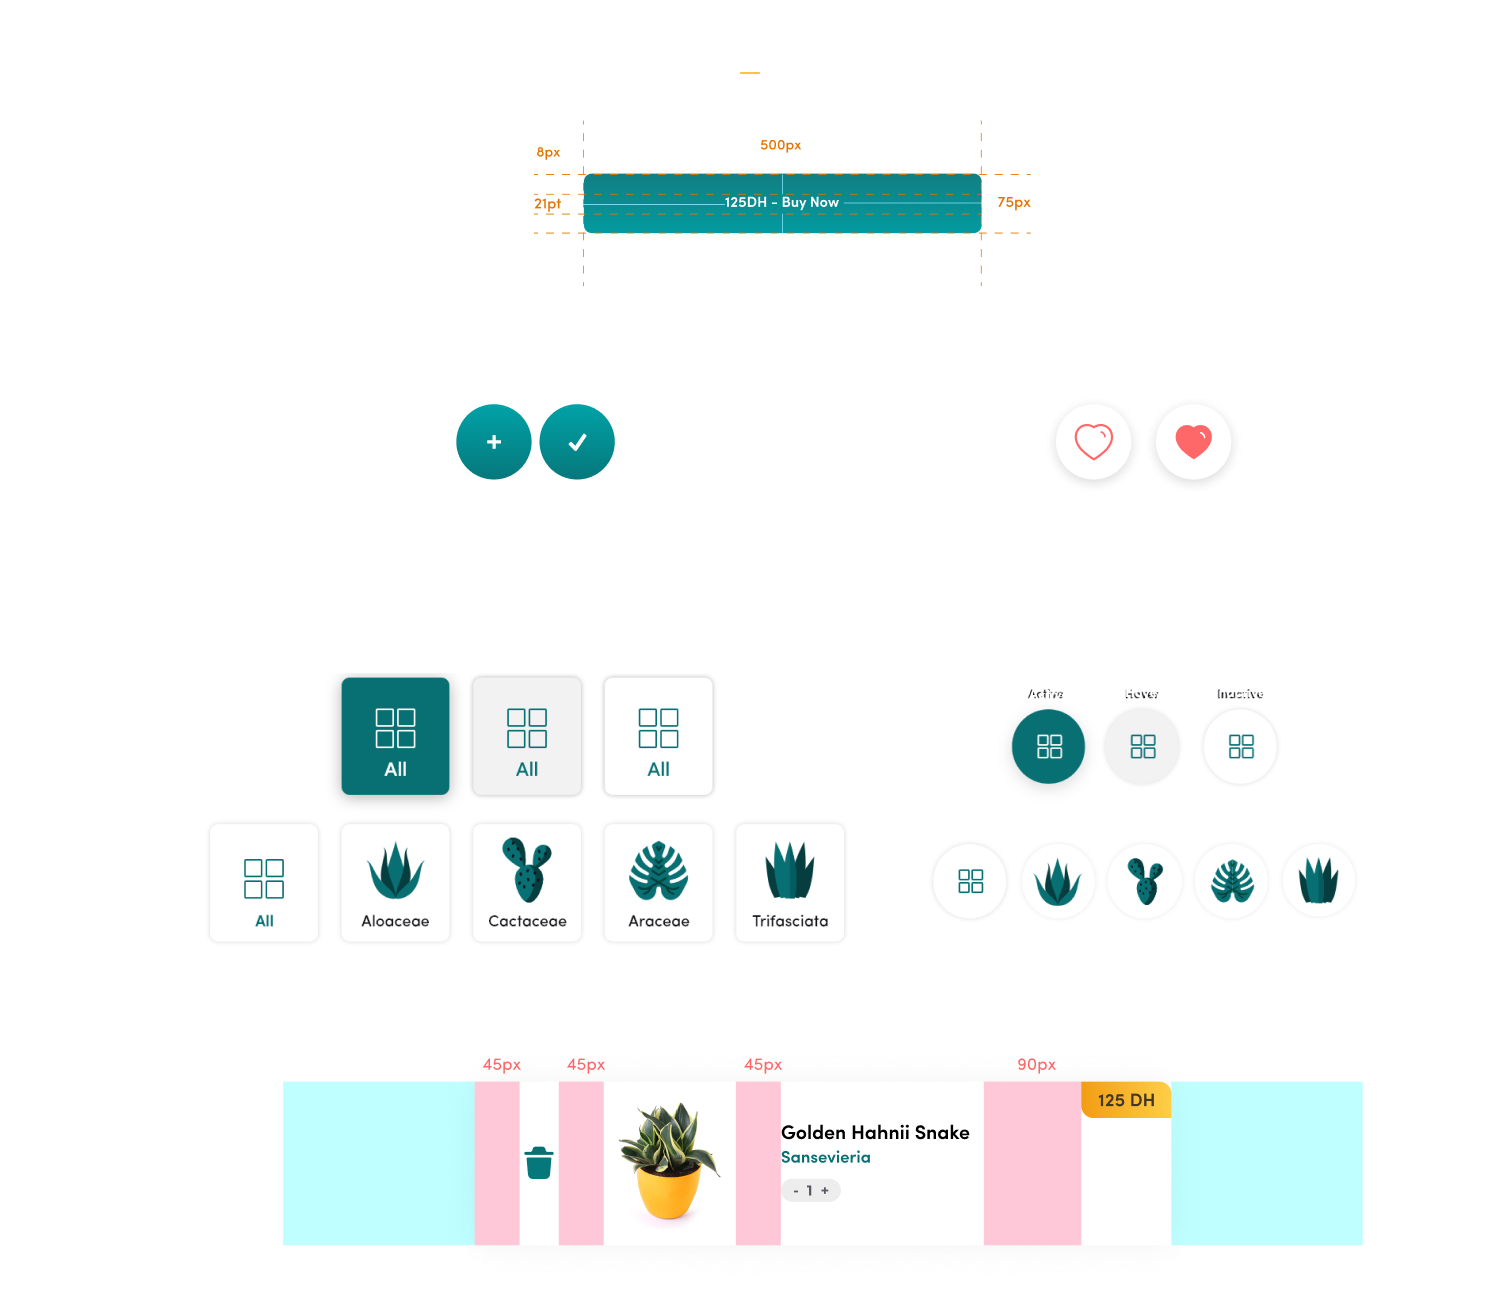 500px
8px
21pt
125DH - Buy Now
75px
Active
Hover
Inactive
All
All
All
All
Aloaceae
Cactaceae
Araceae
Trifasciata
45px
45px
45px
90px
125 DH
Golden Hahnii Snake
Sansevieria
- 1 +